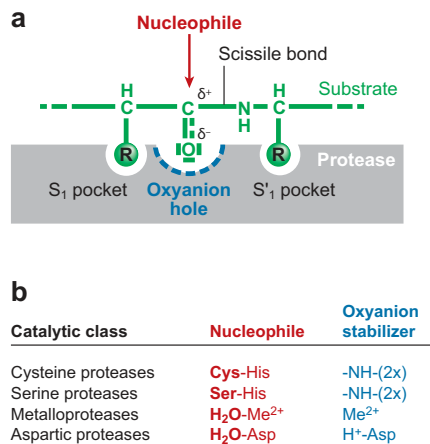 a
Nucleophile
Scissile bond
H H
δ+
C C N C Substrate
H
δ−
R O R Protease
S1 pocket Oxyanion hole S'1 pocket
b
Catalytic class Nucleophile Oxyanion stabilizer
Cysteine proteases Cys-His -NH-(2x)
Serine proteases Ser-His -NH-(2x)
Metalloproteases H2O-Me2+ Me2+
Aspartic proteases H2O-Asp H+-Asp